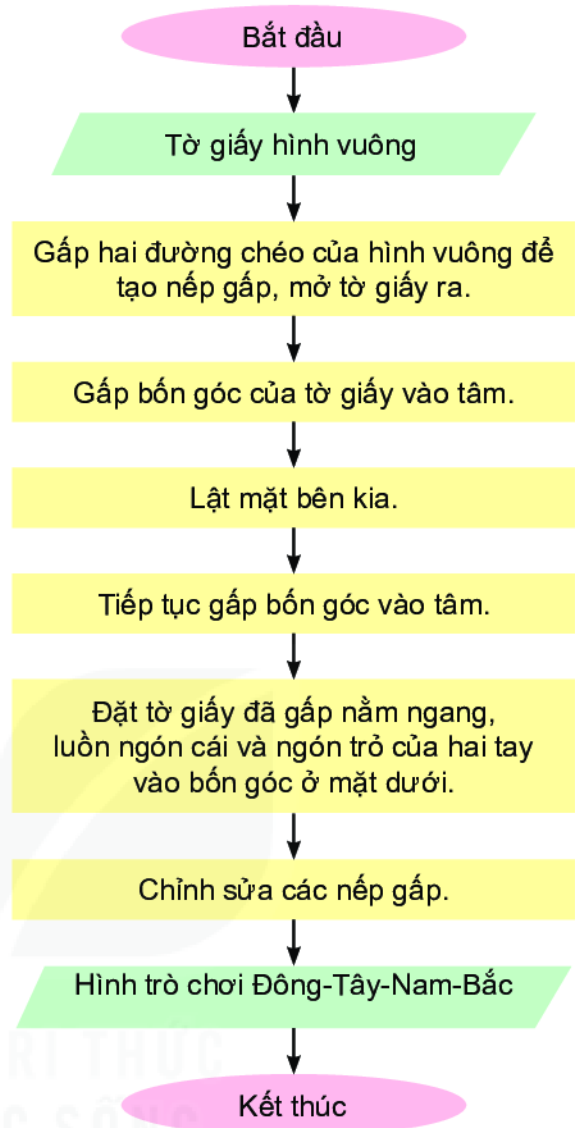 Bắt đầu
Tờ giấy hình vuông
Gấp hai đường chéo của hình vuông để
tạo nếp gấp, mở tờ giấy ra.
Gấp bốn góc của tờ giấy vào tâm.
Lật mặt bên kia.
Tiếp tục gấp bốn góc vào tâm.
Đặt tờ giấy đã gấp nằm ngang,
luồn ngón cái và ngón trỏ của hai tay
vào bốn góc ở mặt dưới.
Chỉnh sửa các nếp gấp.
Hình trò chơi Đông-Tây-Nam-Bắc
RI THỨC
Kết thúc